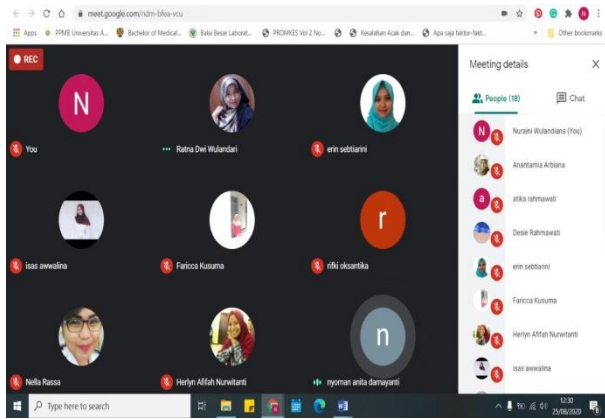 meet.google.com/ndm-bfea-vcu
Apps
PPMB Universitas A...
Bachelor of Medical...
Balai Besar Laborat...
PROMKES Vol 2 No...
Kesalahan Acak dan...
Apa saja faktor-fakt...
Other bookmarks
REC
Meeting details
People (18)
Chat
N
You
Ratna Dwi Wulandari
erin sebtiarini
isas awwalina
Faricca Kusuma
r
rifki oksantika
Nella Rassa
Herlyn Afifah Nurwitanti
n
nyoman anita damayanti
N
Nuraini Wulandiana (You)
Anantamia Arbiana
a
atika rahmawati
Desie Rahmawati
erin sebtiarini
Faricca Kusuma
Herlyn Afifah Nurwitanti
isas awwalina
Type here to search
12:30
25/08/2020